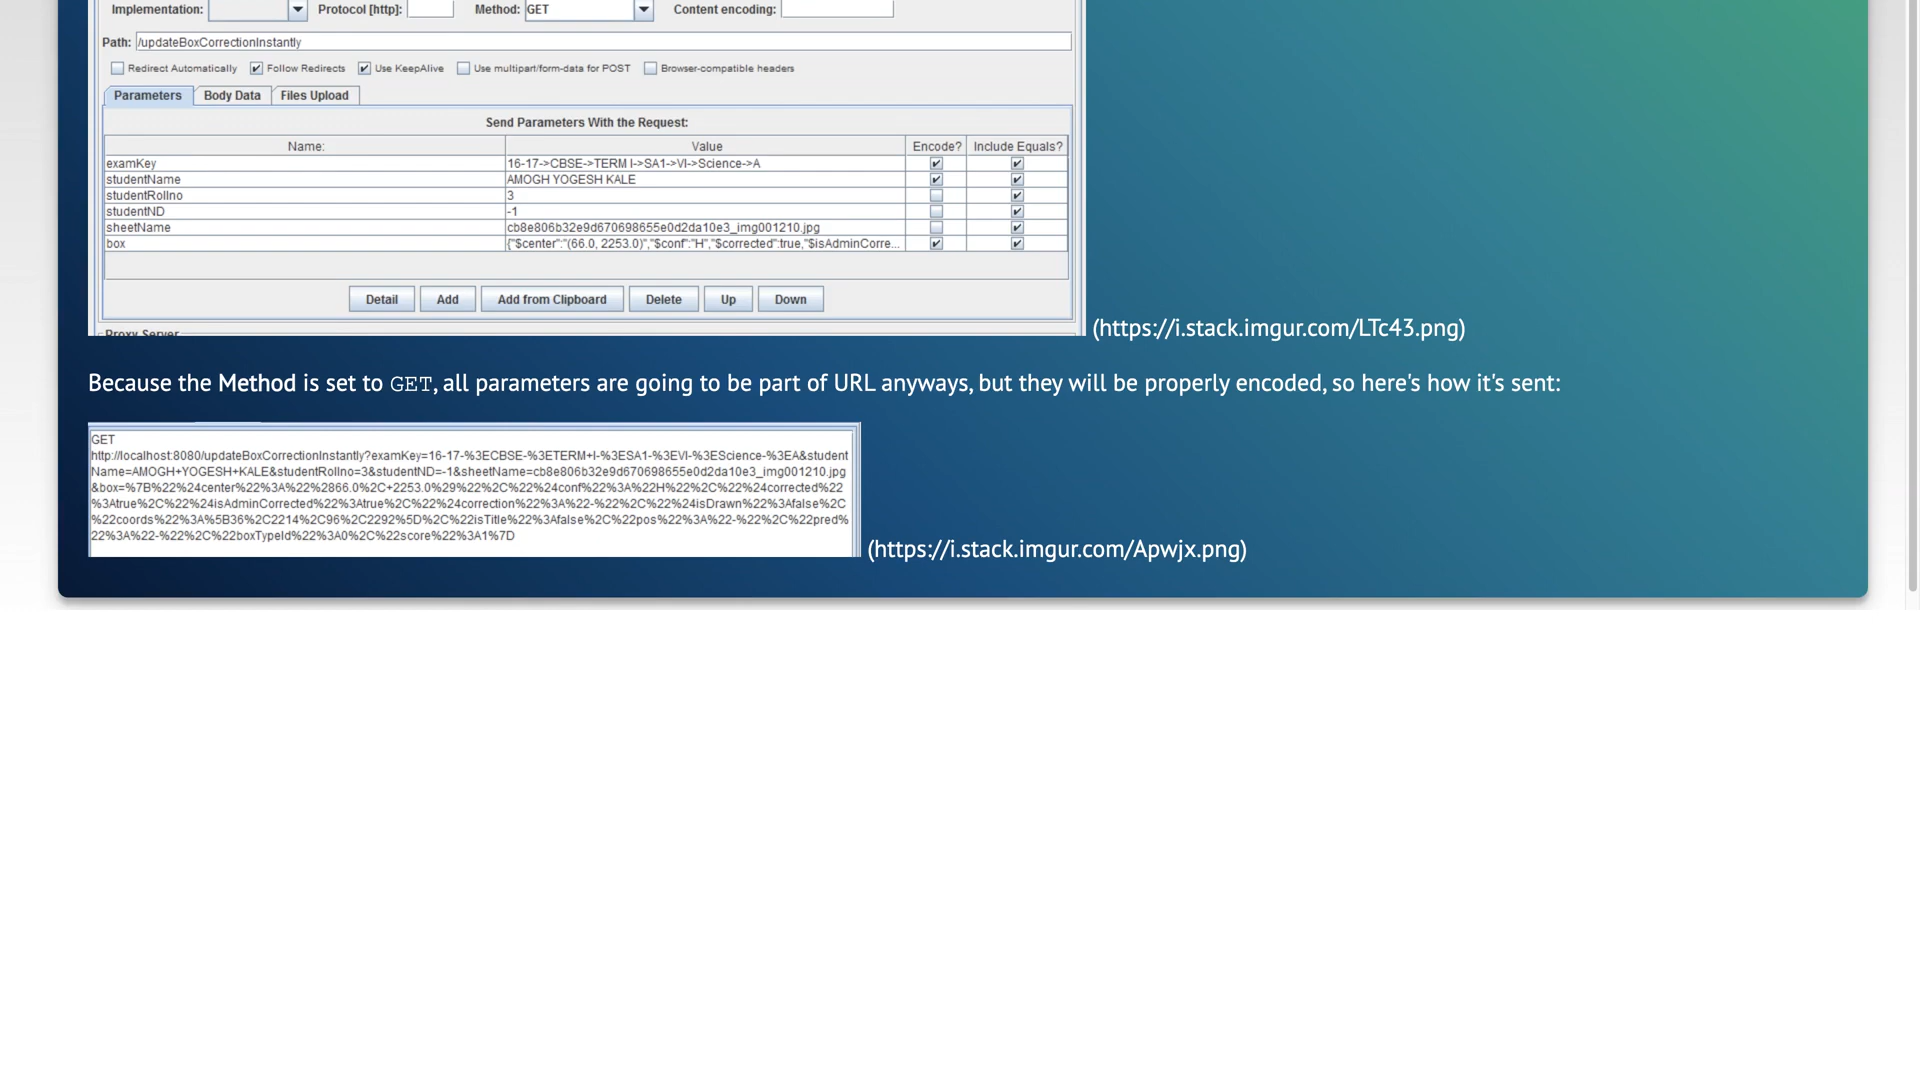 Implementation: Protocol [http]: Method: GET Content encoding:
Path: /updateBoxCorrectionInstantly
Redirect Automatically Follow Redirects Use KeepAlive Use multipart/form-data for POST Browser-compatible headers
Parameters Body Data Files Upload
Send Parameters With the Request:
Name: Value Encode? Include Equals?
examKey 16-17->CBSE->TERM I->SA1->VI->Science->A
studentName AMOGH YOGESH KALE
studentRollno 3
studentND -1
sheetName cb8e806b32e9d670698655e0d2da10e3_img001210.jpg
box {"$center":"(66.0, 2253.0)","$conf":"H","$corrected":true,"$isAdminCorre...
Detail Add Add from Clipboard Delete Up Down
Proxy Server
(https://i.stack.imgur.com/LTc43.png)
Because the Method is set to GET, all parameters are going to be part of URL anyways, but they will be properly encoded, so here's how it's sent:
GET
http://localhost:8080/updateBoxCorrectionInstantly?examKey=16-17-%3ECBSE-%3ETERM+I-%3ESA1-%3EVI-%3EScience-%3EA&student
Name=AMOGH+YOGESH+KALE&studentRollno=3&studentND=-1&sheetName=cb8e806b32e9d670698655e0d2da10e3_img001210.jpg
&box=%7B%22%24center%22%3A%22%2866.0%2C+2253.0%29%22%2C%22%24conf%22%3A%22H%22%2C%22%24corrected%22
%3Atrue%2C%22%24isAdminCorrected%22%3Atrue%2C%22%24correction%22%3A%22-%22%2C%22%24isDrawn%22%3Afalse%2C
%22coords%22%3A%5B36%2C2214%2C96%2C2292%5D%2C%22isTitle%22%3Afalse%2C%22pos%22%3A%22-%22%2C%22pred%
22%3A%22-%22%2C%22boxTypeId%22%3A0%2C%22score%22%3A1%7D
(https://i.stack.imgur.com/Apwjx.png)